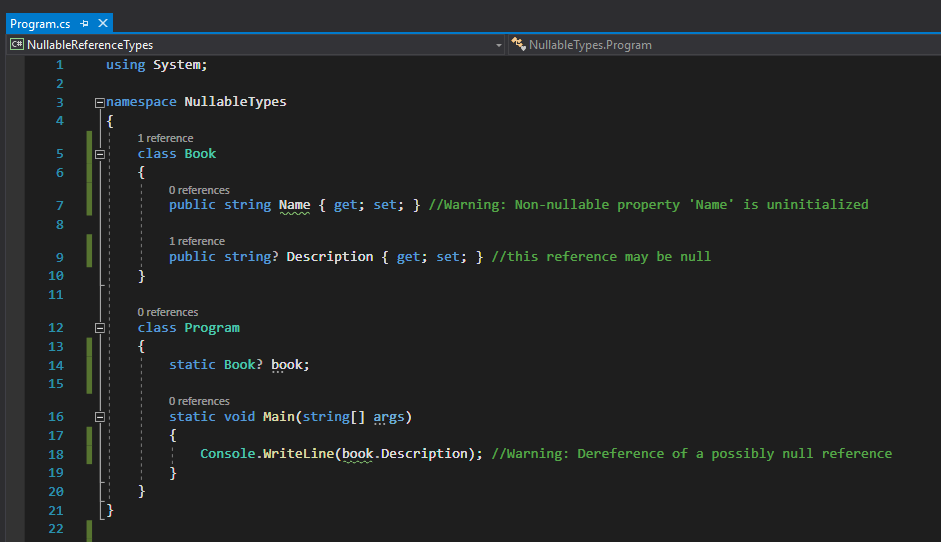 Program.cs
C# NullableReferenceTypes NullableTypes.Program
1 using System;
2
3 namespace NullableTypes
4 {
1 reference
5 class Book
6 {
0 references
7 public string Name { get; set; } //Warning: Non-nullable property 'Name' is uninitialized
8
1 reference
9 public string? Description { get; set; } //this reference may be null
10 }
11
0 references
12 class Program
13 {
14 static Book? book;
15
0 references
16 static void Main(string[] args)
17 {
18 Console.WriteLine(book.Description); //Warning: Dereference of a possibly null reference
19 }
20 }
21 }
22